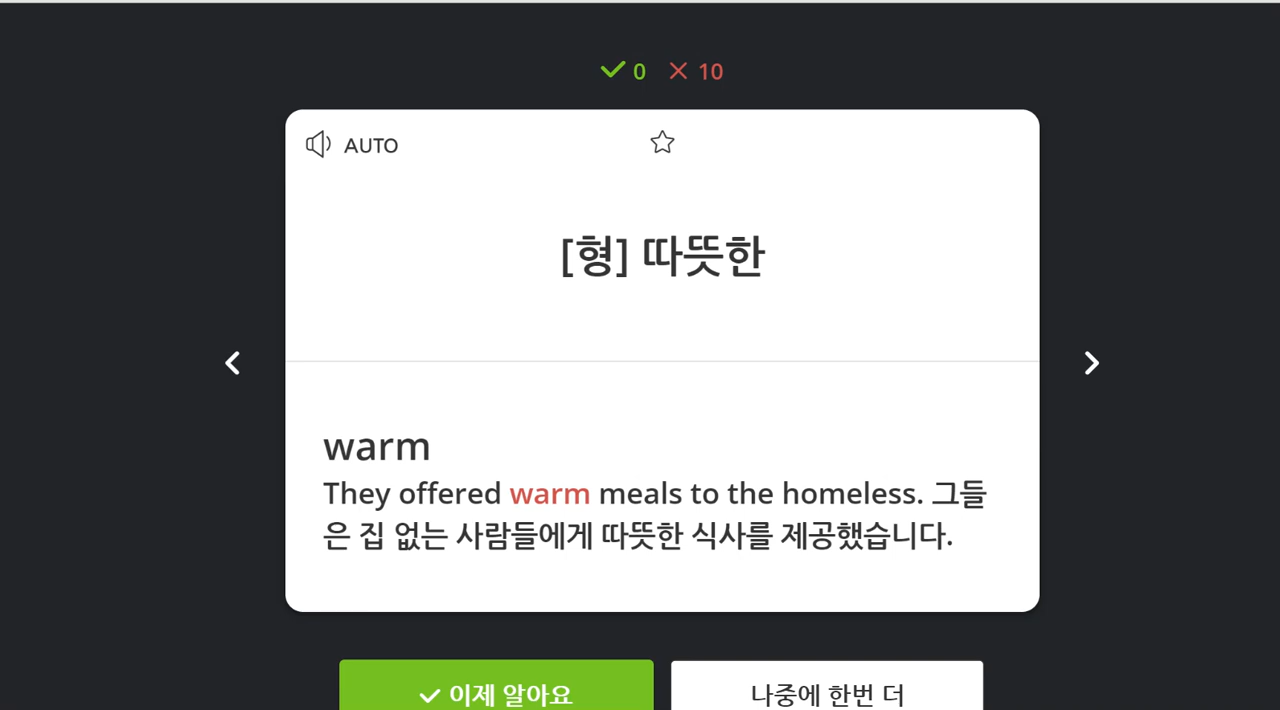 0 10
AUTO
[형] 따뜻한
warm
They offered warm meals to the homeless. 그들
은 집 없는 사람들에게 따뜻한 식사를 제공했습니다.
이제 알아요 나중에 한번 더